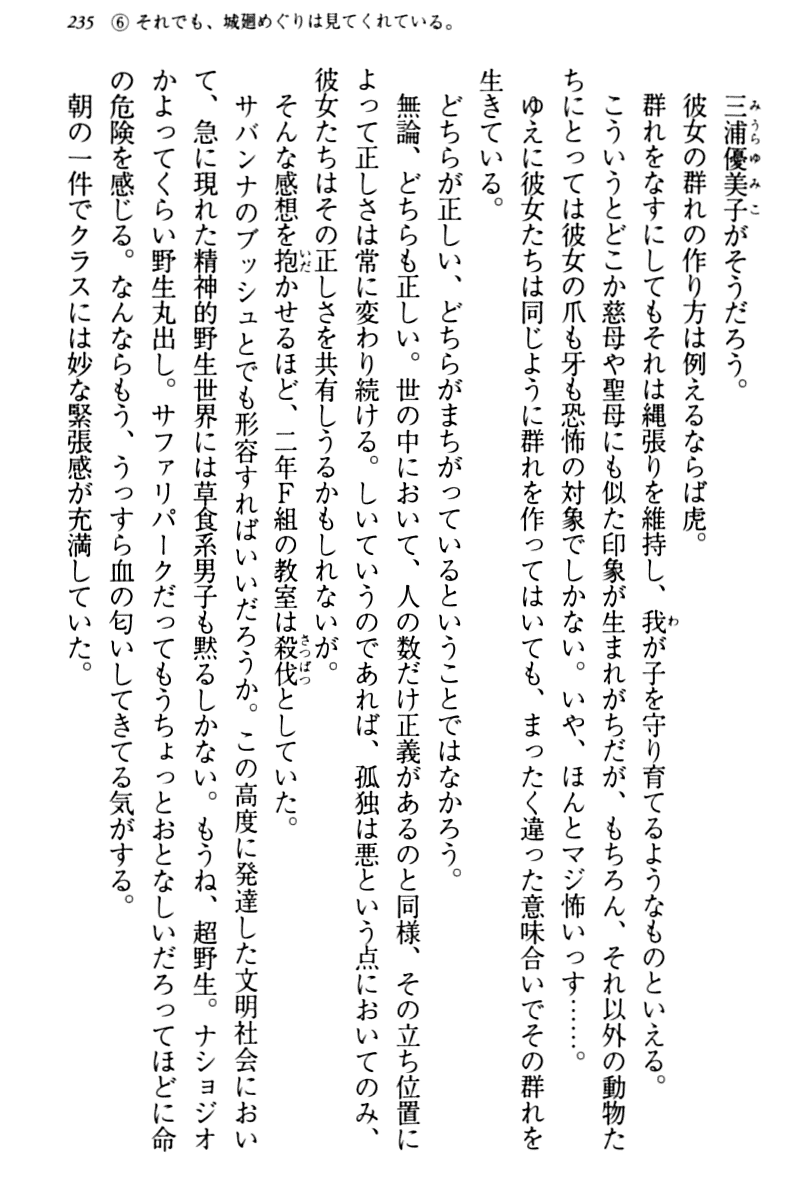 235　⑥ それでも、城廻めぐりは見てくれている。
三浦優美子がそうだろう。
彼女の群れの作り方は例えるならば虎。
群れをなすにしてもそれは縄張りを維持し、我が子を守り育てるようなものといえる。
こういうとどこか慈母や聖母にも似た印象が生まれがちだが、もちろん、それ以外の動物た
ちにとっては彼女の爪も牙も恐怖の対象でしかない。いや、ほんとマジ怖いっす……。
ゆえに彼女たちは同じように群れを作ってはいても、まったく違った意味合いでその群れを
生きている。
どちらが正しい、どちらがまちがっているということではなかろう。
無論、どちらも正しい。世の中において、人の数だけ正義があるのと同様、その立ち位置に
よって正しさは常に変わり続ける。しいていうのであれば、孤独は悪という点においてのみ、
彼女たちはその正しさを共有しうるかもしれないが。
そんな感想を抱かせるほど、二年F組の教室は殺伐としていた。
サバンナのブッシュとでも形容すればいいだろうか。この高度に発達した文明社会におい
て、急に現れた精神的野生世界には草食系男子も黙るしかない。もうね、超野生。ナショジオ
かよってくらい野生丸出し。サファリパークだってもうちょっとおとなしいだろってほどに命
の危険を感じる。なんならもう、うっすら血の匂いしてきてる気がする。
朝の一件でクラスには妙な緊張感が充満していた。